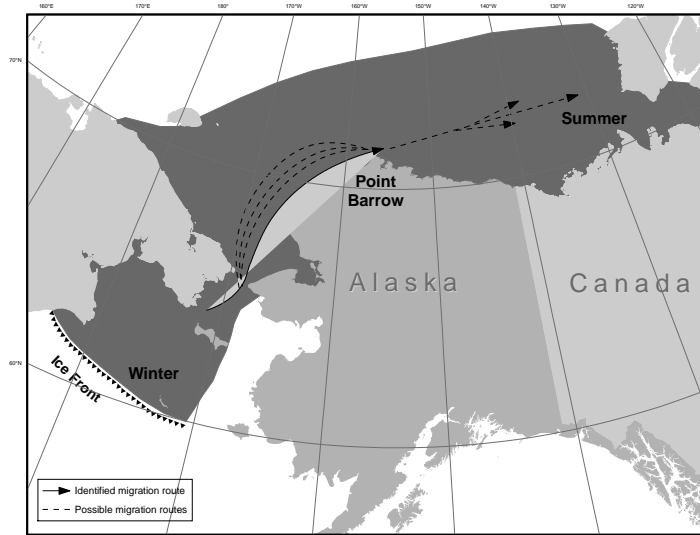 160°E 170°E 180° 170°W 160°W 150°W 140°W 130°W 120°W
70°N
Summer
Point
Barrow
Alaska
Canada
60°N
Ice Front
Winter
Identified migration route
Possible migration routes